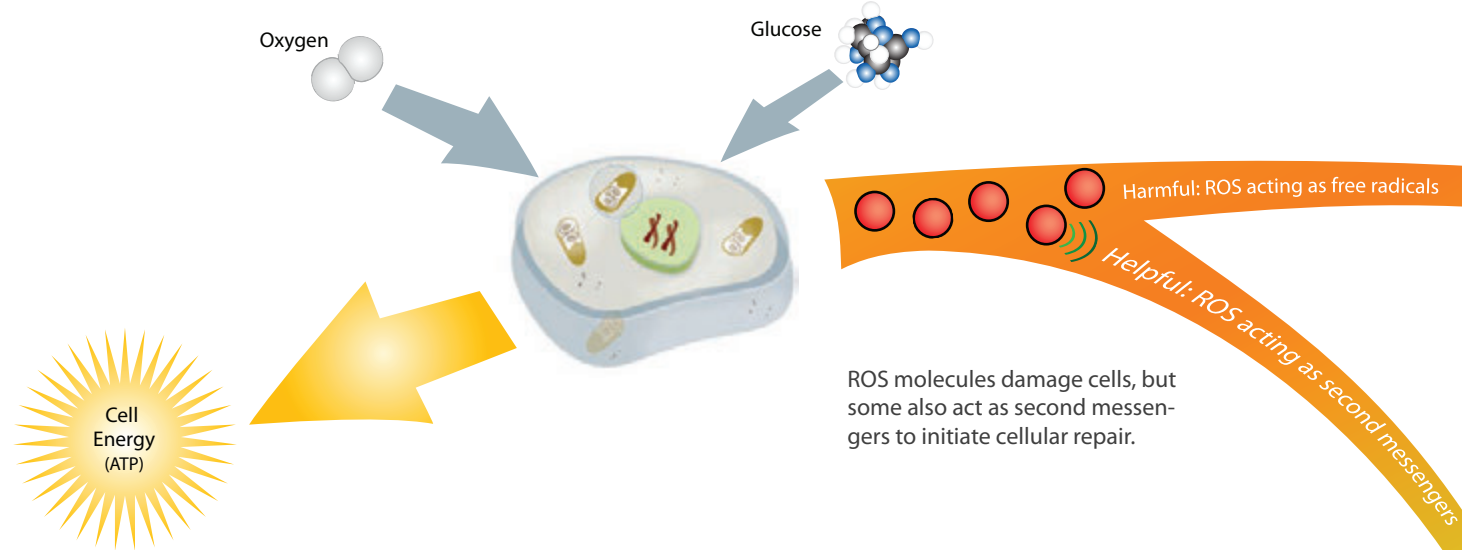 Oxygen
Glucose
Harmful: ROS acting as free radicals
Helpful: ROS acting as second messengers
ROS molecules damage cells, but
some also act as second messen-
gers to initiate cellular repair.
Cell
Energy
(ATP)